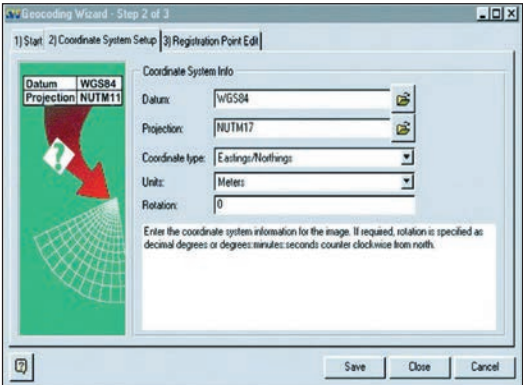 Geocoding Wizard - Step 2 of 3
1) Start 2) Coordinate System Setup 3) Registration Point Edit
Datum WGS84
Projection NUTM11
Coordinate System Info
Datum: WGS84
Projection: NUTM17
Coordinate type: Eastings/Northings
Units: Meters
Rotation: 0
Enter the coordinate system information for the image. If required, rotation is specified as
decimal degrees or degrees:minutes:seconds counter clockwise from north.
Save Close Cancel